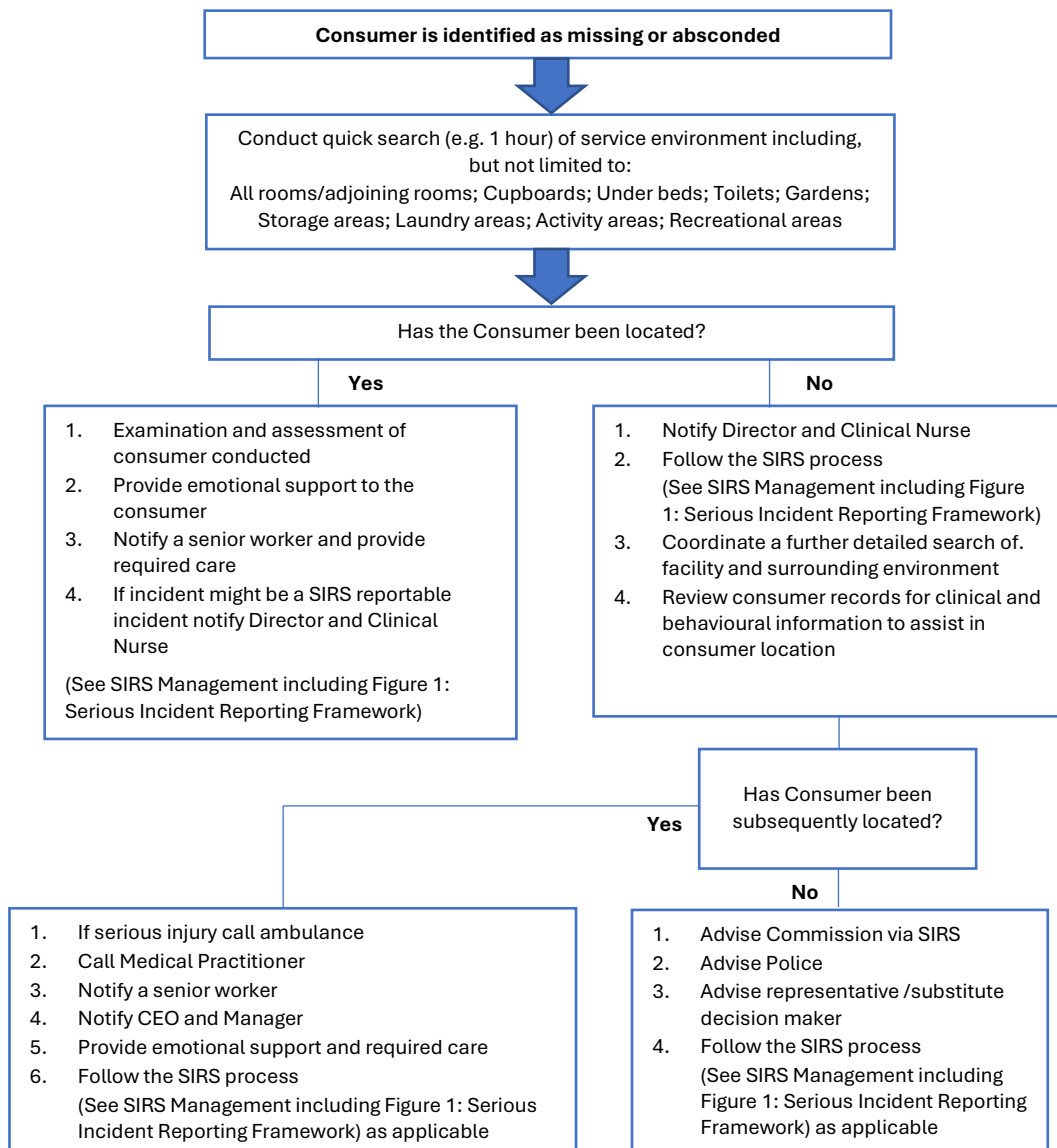 Consumer is identified as missing or absconded
Conduct quick search (e.g. 1 hour) of service environment including,
but not limited to:
All rooms/adjoining rooms; Cupboards; Under beds; Toilets; Gardens;
Storage areas; Laundry areas; Activity areas; Recreational areas
Has the Consumer been located?
Yes
1. Examination and assessment of
consumer conducted
2. Provide emotional support to the
consumer
3. Notify a senior worker and provide
required care
4. If incident might be a SIRS reportable
incident notify Director and Clinical
Nurse
(See SIRS Management including Figure 1:
Serious Incident Reporting Framework)
No
1. Notify Director and Clinical Nurse
2. Follow the SIRS process
(See SIRS Management including Figure
1: Serious Incident Reporting Framework)
3. Coordinate a further detailed search of.
facility and surrounding environment
4. Review consumer records for clinical and
behavioural information to assist in
consumer location
Has Consumer been
subsequently located?
Yes
1. If serious injury call ambulance
2. Call Medical Practitioner
3. Notify a senior worker
4. Notify CEO and Manager
5. Provide emotional support and required care
6. Follow the SIRS process
(See SIRS Management including Figure 1: Serious
Incident Reporting Framework) as applicable
No
1. Advise Commission via SIRS
2. Advise Police
3. Advise representative /substitute
decision maker
4. Follow the SIRS process
(See SIRS Management including
Figure 1: Serious Incident Reporting
Framework) as applicable